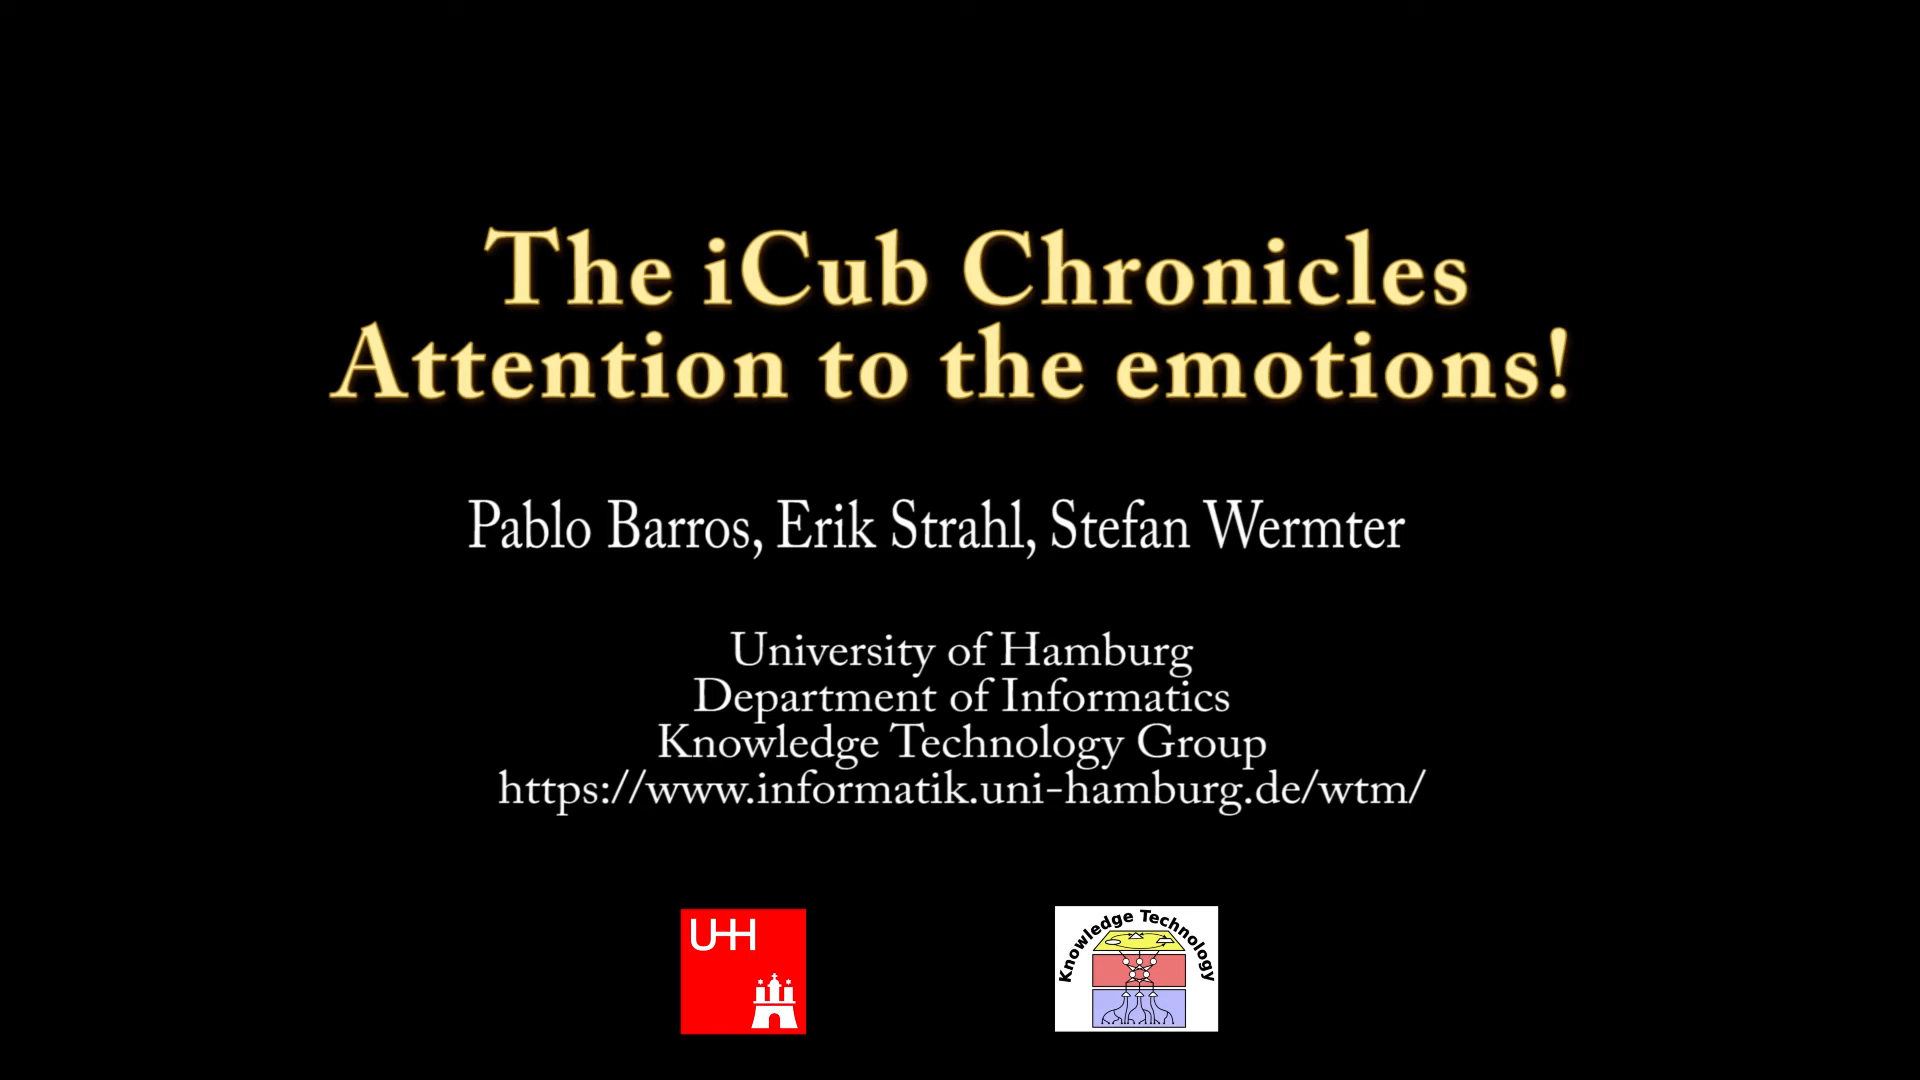 The iCub Chronicles
Attention to the emotions!
Pablo Barros, Erik Strahl, Stefan Wermter
University of Hamburg
Department of Informatics
Knowledge Technology Group
https://www.informatik.uni-hamburg.de/wtm/
UHH
Knowledge Technology